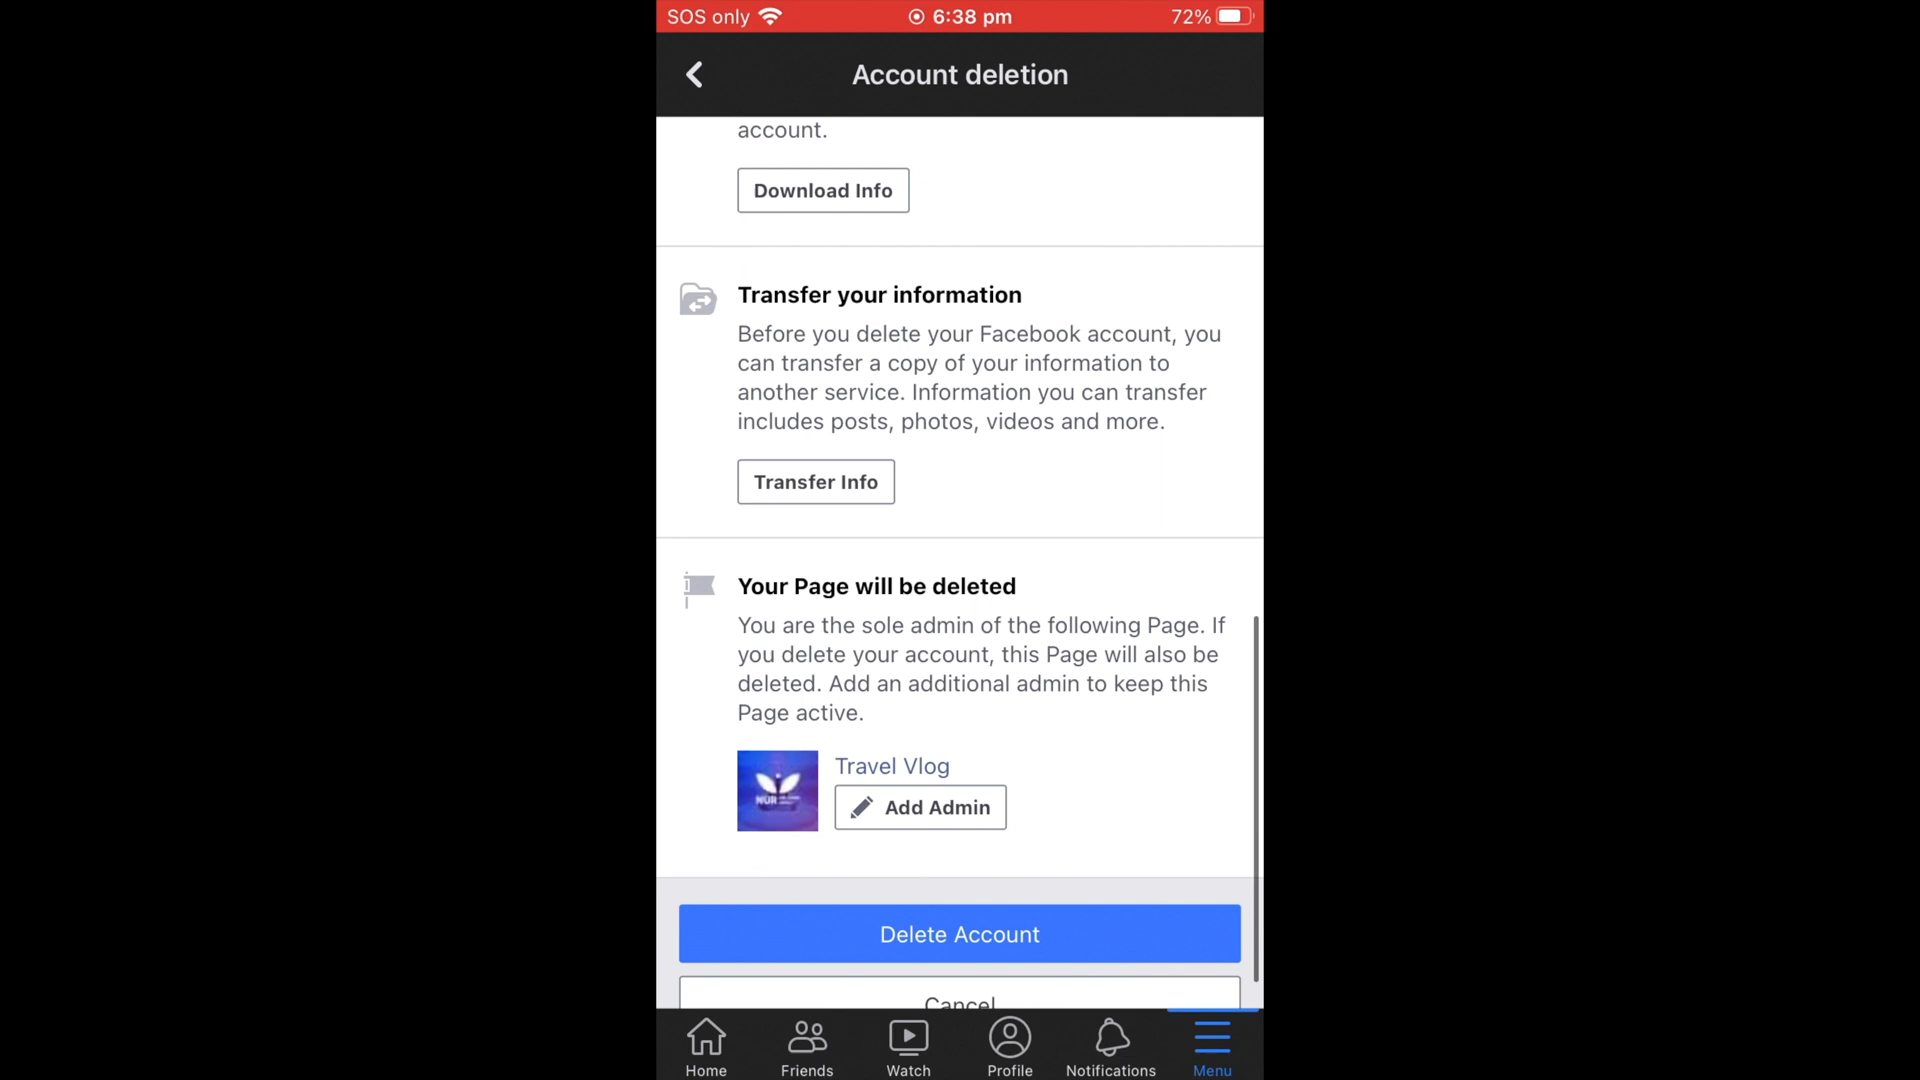 SOS only
6:38 pm
72%
Account deletion
account.
Download Info
Transfer your information
Before you delete your Facebook account, you
can transfer a copy of your information to
another service. Information you can transfer
includes posts, photos, videos and more.
Transfer Info
Your Page will be deleted
You are the sole admin of the following Page. If
you delete your account, this Page will also be
deleted. Add an additional admin to keep this
Page active.
Travel Vlog
NUR
Add Admin
Delete Account
Cancel
Home
Friends
Watch
Profile
Notifications
Menu